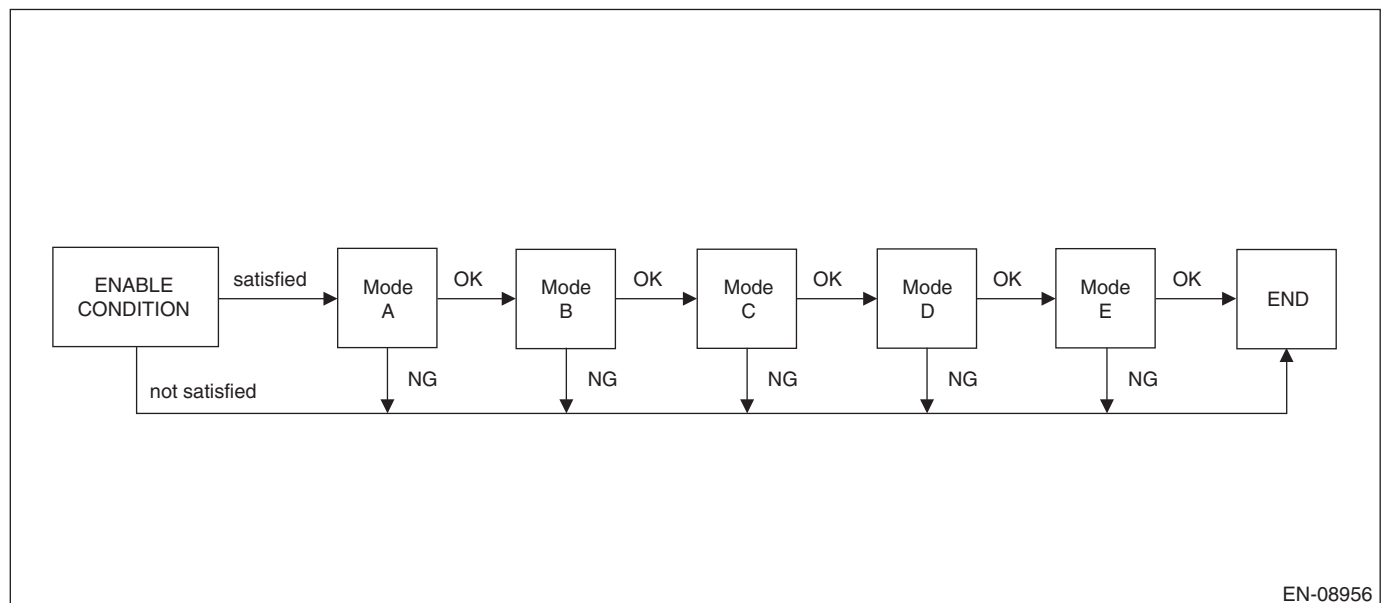 ENABLE
CONDITION
satisfied
not satisfied
Mode
A
OK
NG
Mode
B
OK
NG
Mode
C
OK
NG
Mode
D
OK
NG
Mode
E
OK
NG
END
EN-08956